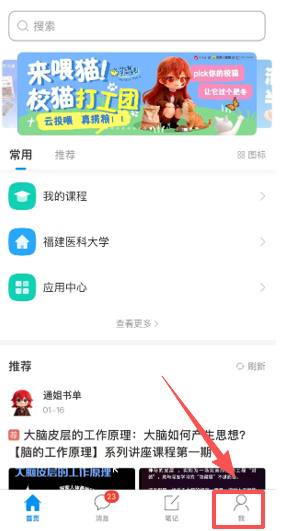 搜索
来喂猫!
校猫打工团
云投喂 真拥粮!!
pick你的校猫
让它过个肥冬
常用
推荐
图标
我的课程
福建医科大学
应用中心
查看更多 >
推荐
刷新
通姐书单
01-16
荐 大脑皮层的工作原理：大脑如何产生思想?
【脑的工作原理】系列讲座课程第一期
大脑皮层的工作原理
首页
23
消息
笔记
我